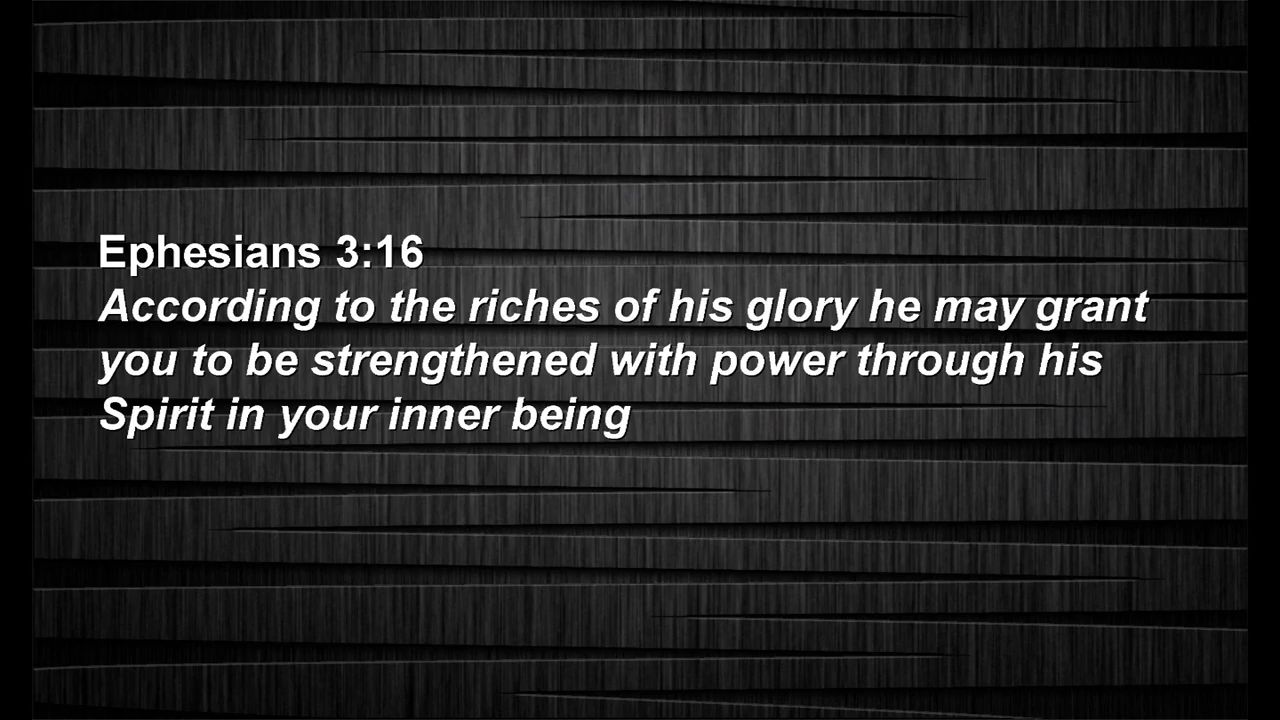 Ephesians 3:16
According to the riches of his glory he may grant
you to be strengthened with power through his
Spirit in your inner being